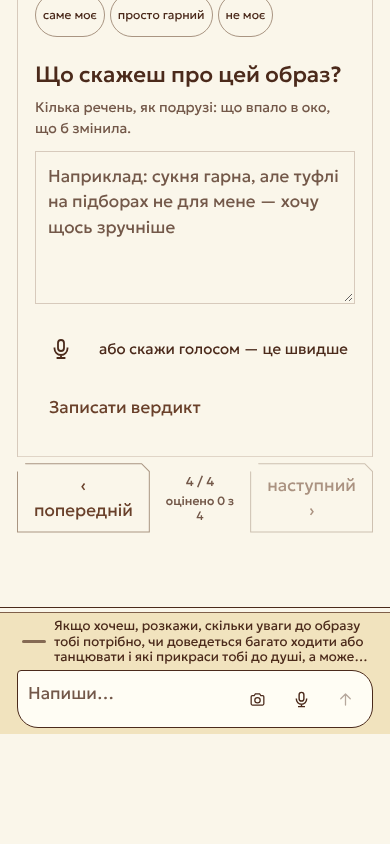 саме моє
просто гарний
не моє
Що скажеш про цей образ?
Кілька речень, як подрузі: що впало в око,
що б змінила.
Наприклад: сукня гарна, але туфлі
на підборах не для мене — хочу
щось зручніше
або скажи голосом — це швидше
Записати вердикт
‹
попередній
4 / 4
оцінено 0 з
4
наступний
›
Якщо хочеш, розкажи, скільки уваги до образу
тобі потрібно, чи доведеться багато ходити або
танцювати і які прикраси тобі до душі, а може…
Напиши…